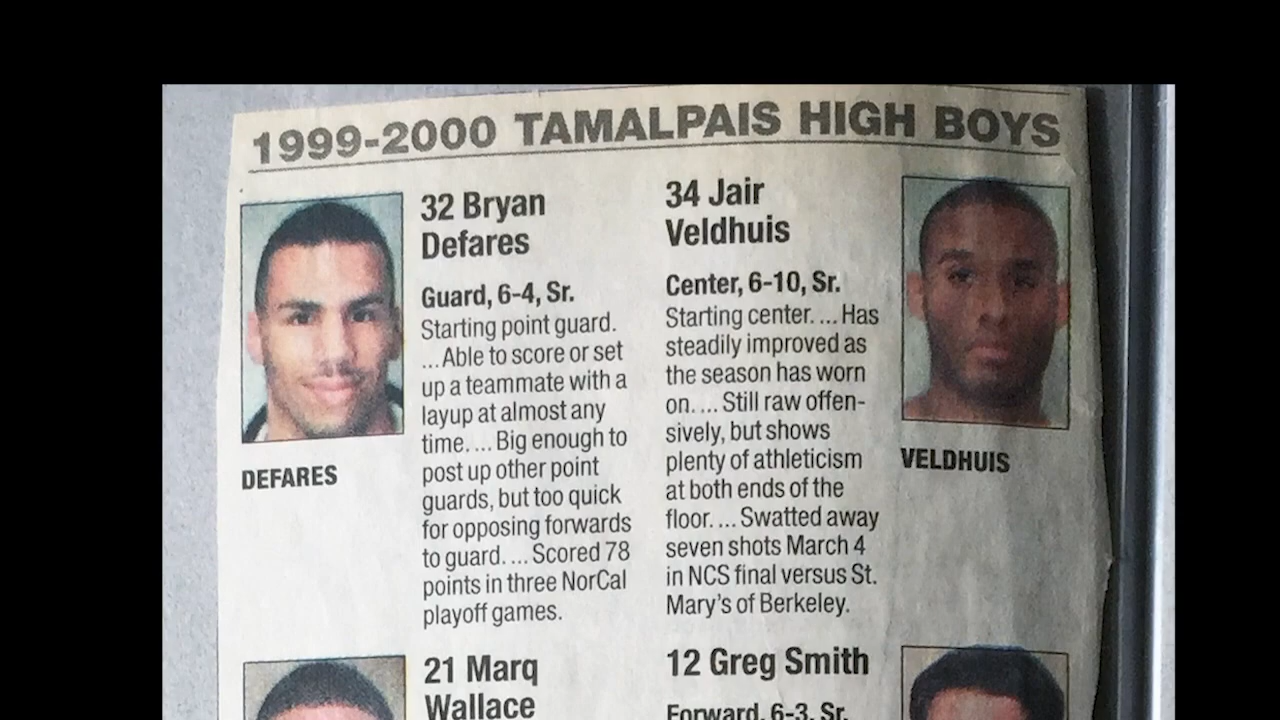 1999-2000 TAMALPAIS HIGH BOYS
32 Bryan
Defares
Guard, 6-4, Sr.
Starting point guard.
...Able to score or set
up a teammate with a
layup at almost any
time. ... Big enough to
post up other point
guards, but too quick
for opposing forwards
to guard. ... Scored 78
points in three NorCal
playoff games.
DEFARES
34 Jair
Veldhuis
Center, 6-10, Sr.
Starting center. ... Has
steadily improved as
the season has worn
on. ... Still raw offen-
sively, but shows
plenty of athleticism
at both ends of the
floor. ... Swatted away
seven shots March 4
in NCS final versus St.
Mary's of Berkeley.
VELDHUIS
21 Marq
Wallace
12 Greg Smith
Forward, 6-3, Sr.